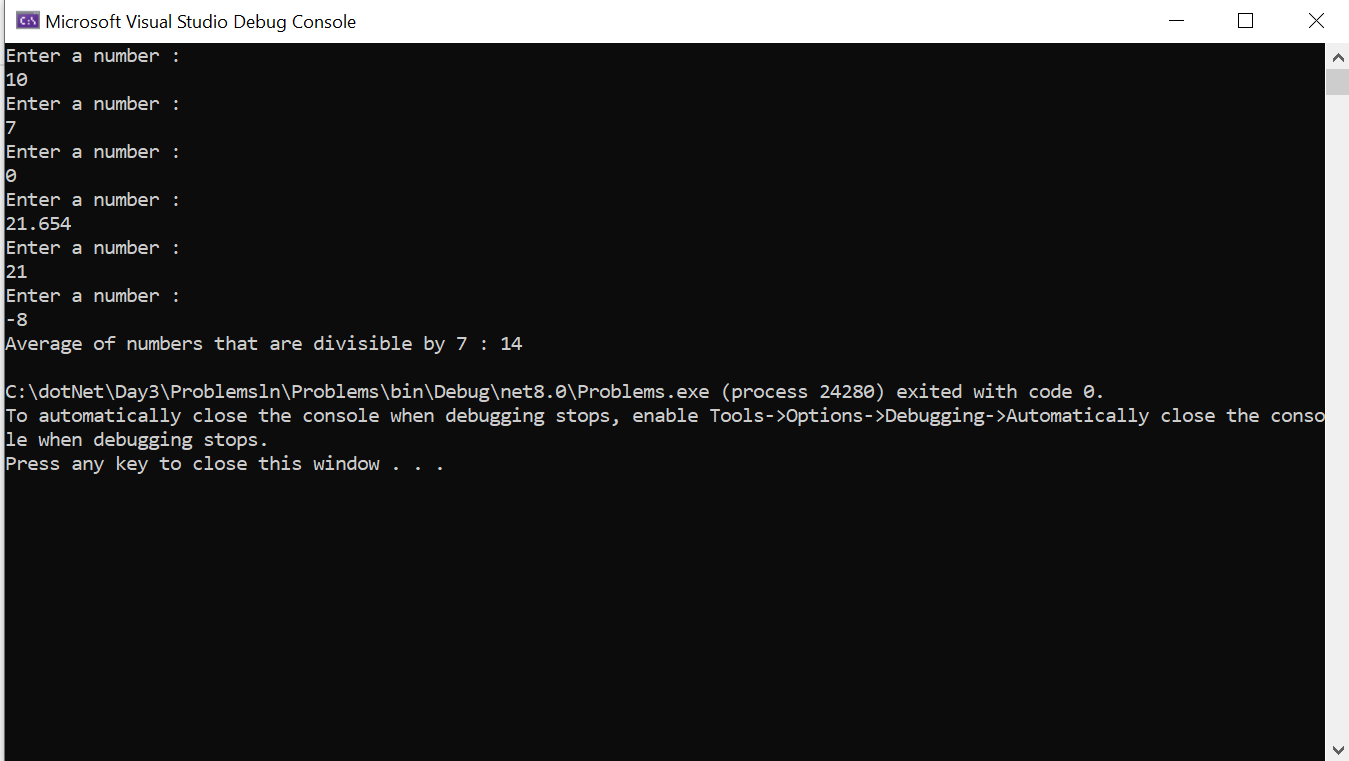 C:\ Microsoft Visual Studio Debug Console
Enter a number :
10
Enter a number :
7
Enter a number :
0
Enter a number :
21.654
Enter a number :
21
Enter a number :
-8
Average of numbers that are divisible by 7 : 14
C:\dotNet\Day3\Problemsln\Problems\bin\Debug\net8.0\Problems.exe (process 24280) exited with code 0.
To automatically close the console when debugging stops, enable Tools->Options->Debugging->Automatically close the conso
le when debugging stops.
Press any key to close this window . . .